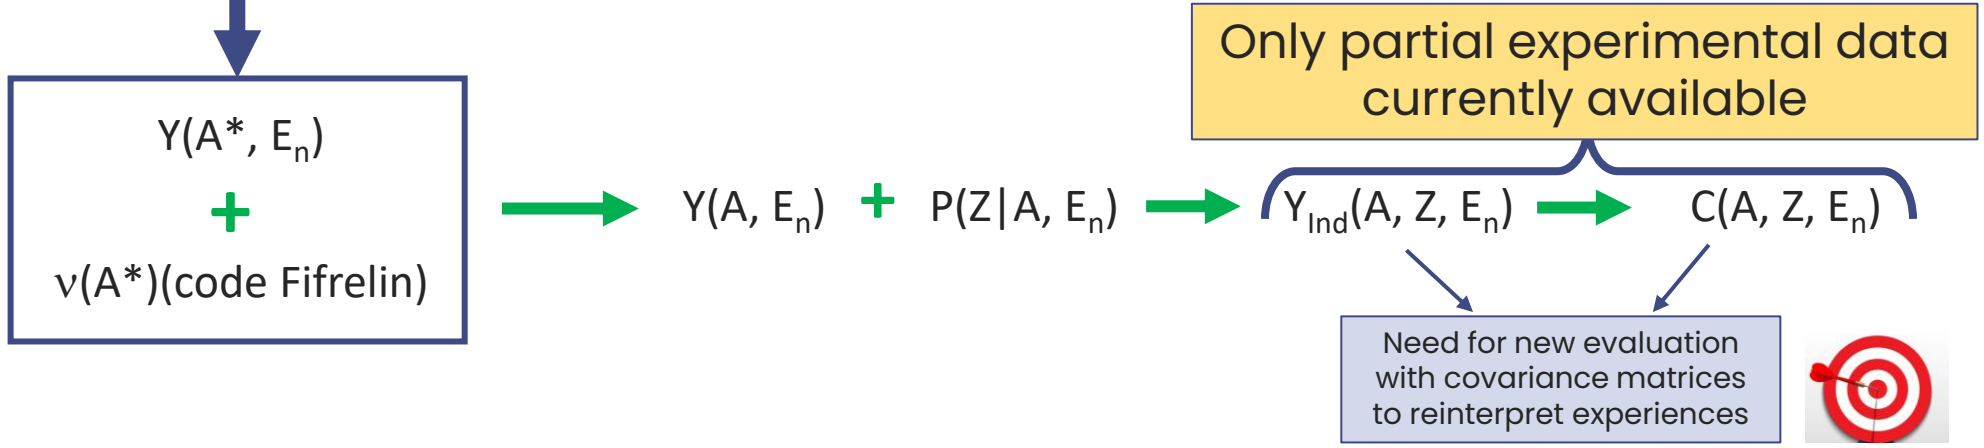 Only partial experimental data
currently available
Y(A*, Eₙ)
+
ν(A*)(code Fifrelin)
Y(A, Eₙ) + P(Z|A, Eₙ) Y_Ind(A, Z, Eₙ) C(A, Z, Eₙ)
Need for new evaluation
with covariance matrices
to reinterpret experiences